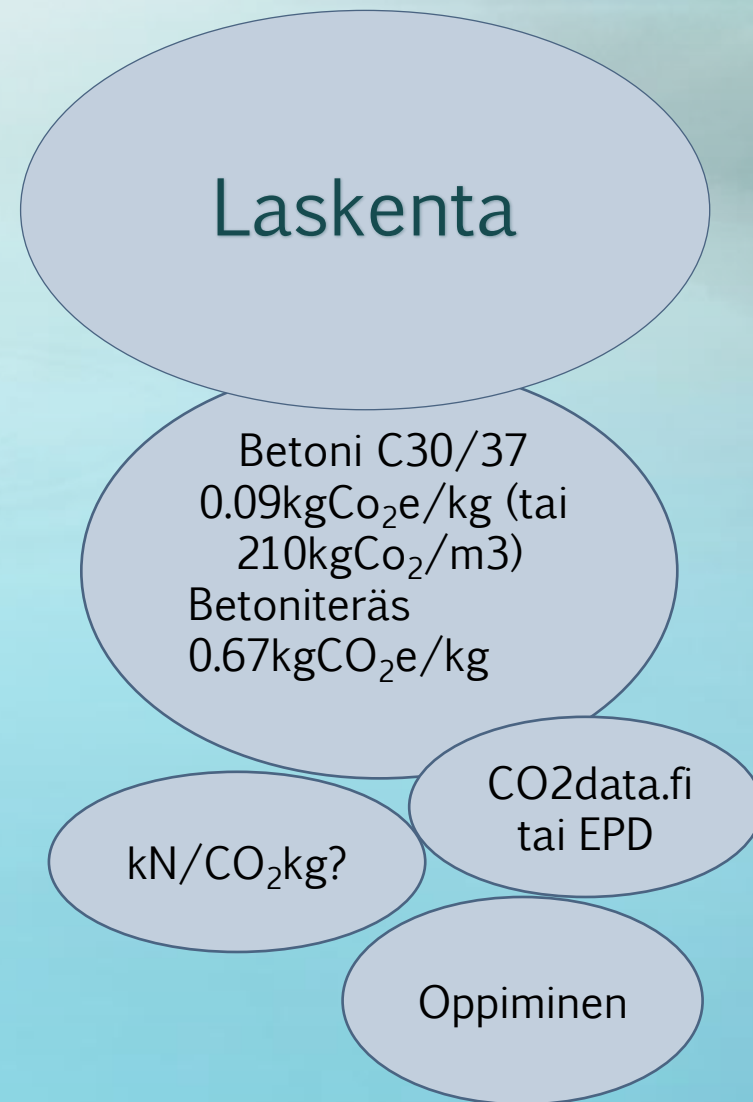 Laskenta
Betoni C30/37
0.09kgCo₂e/kg (tai
210kgCo₂/m3)
Betoniteräs
0.67kgCO₂e/kg
CO2data.fi
tai EPD
kN/CO₂kg?
Oppiminen